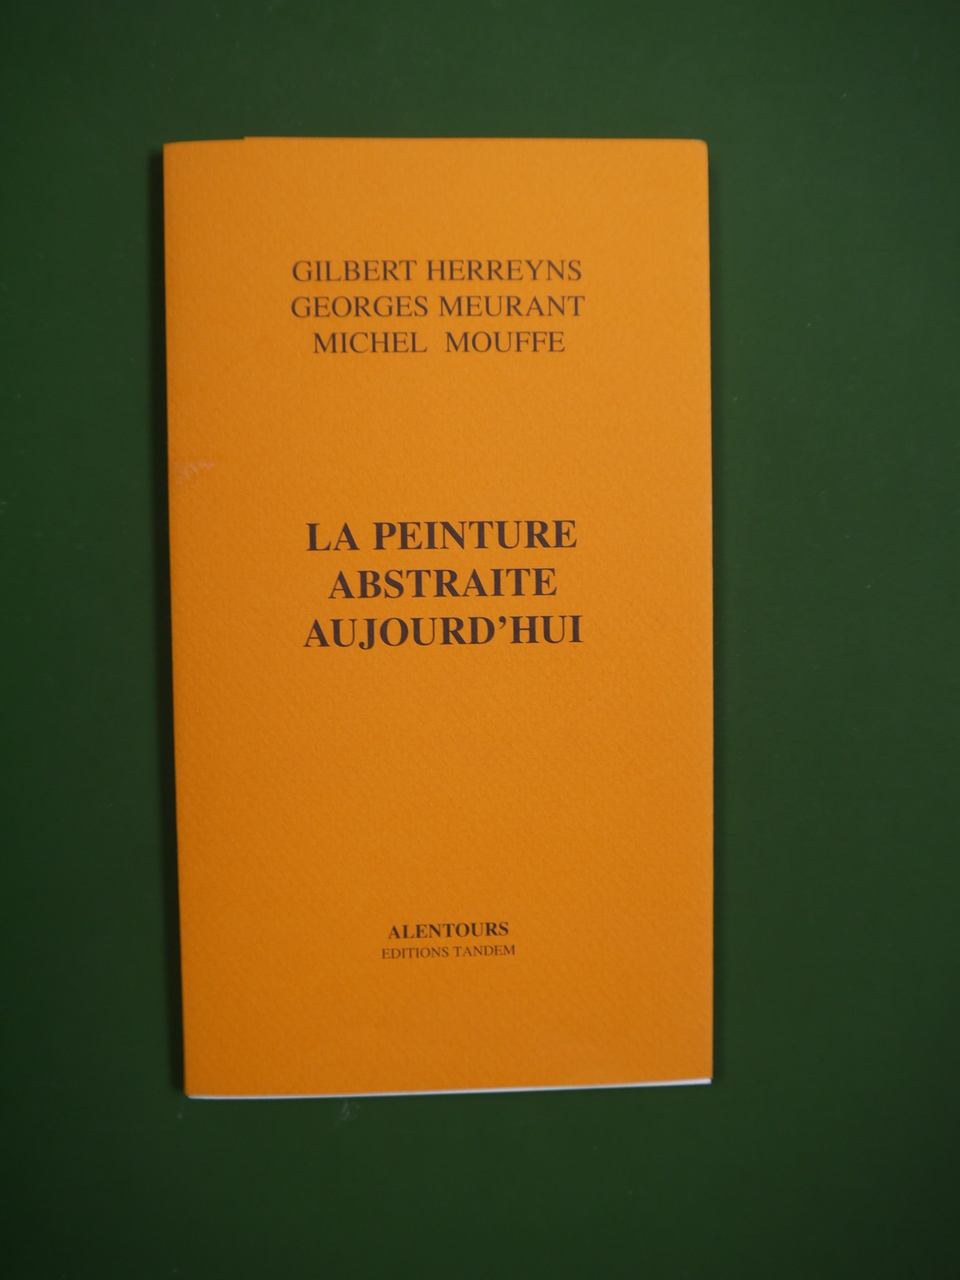 GILBERT HERREYNS
GEORGES MEURANT
MICHEL MOUFFE
LA PEINTURE
ABSTRAITE
AUJOURD’HUI
ALENTOURS
EDITIONS TANDEM